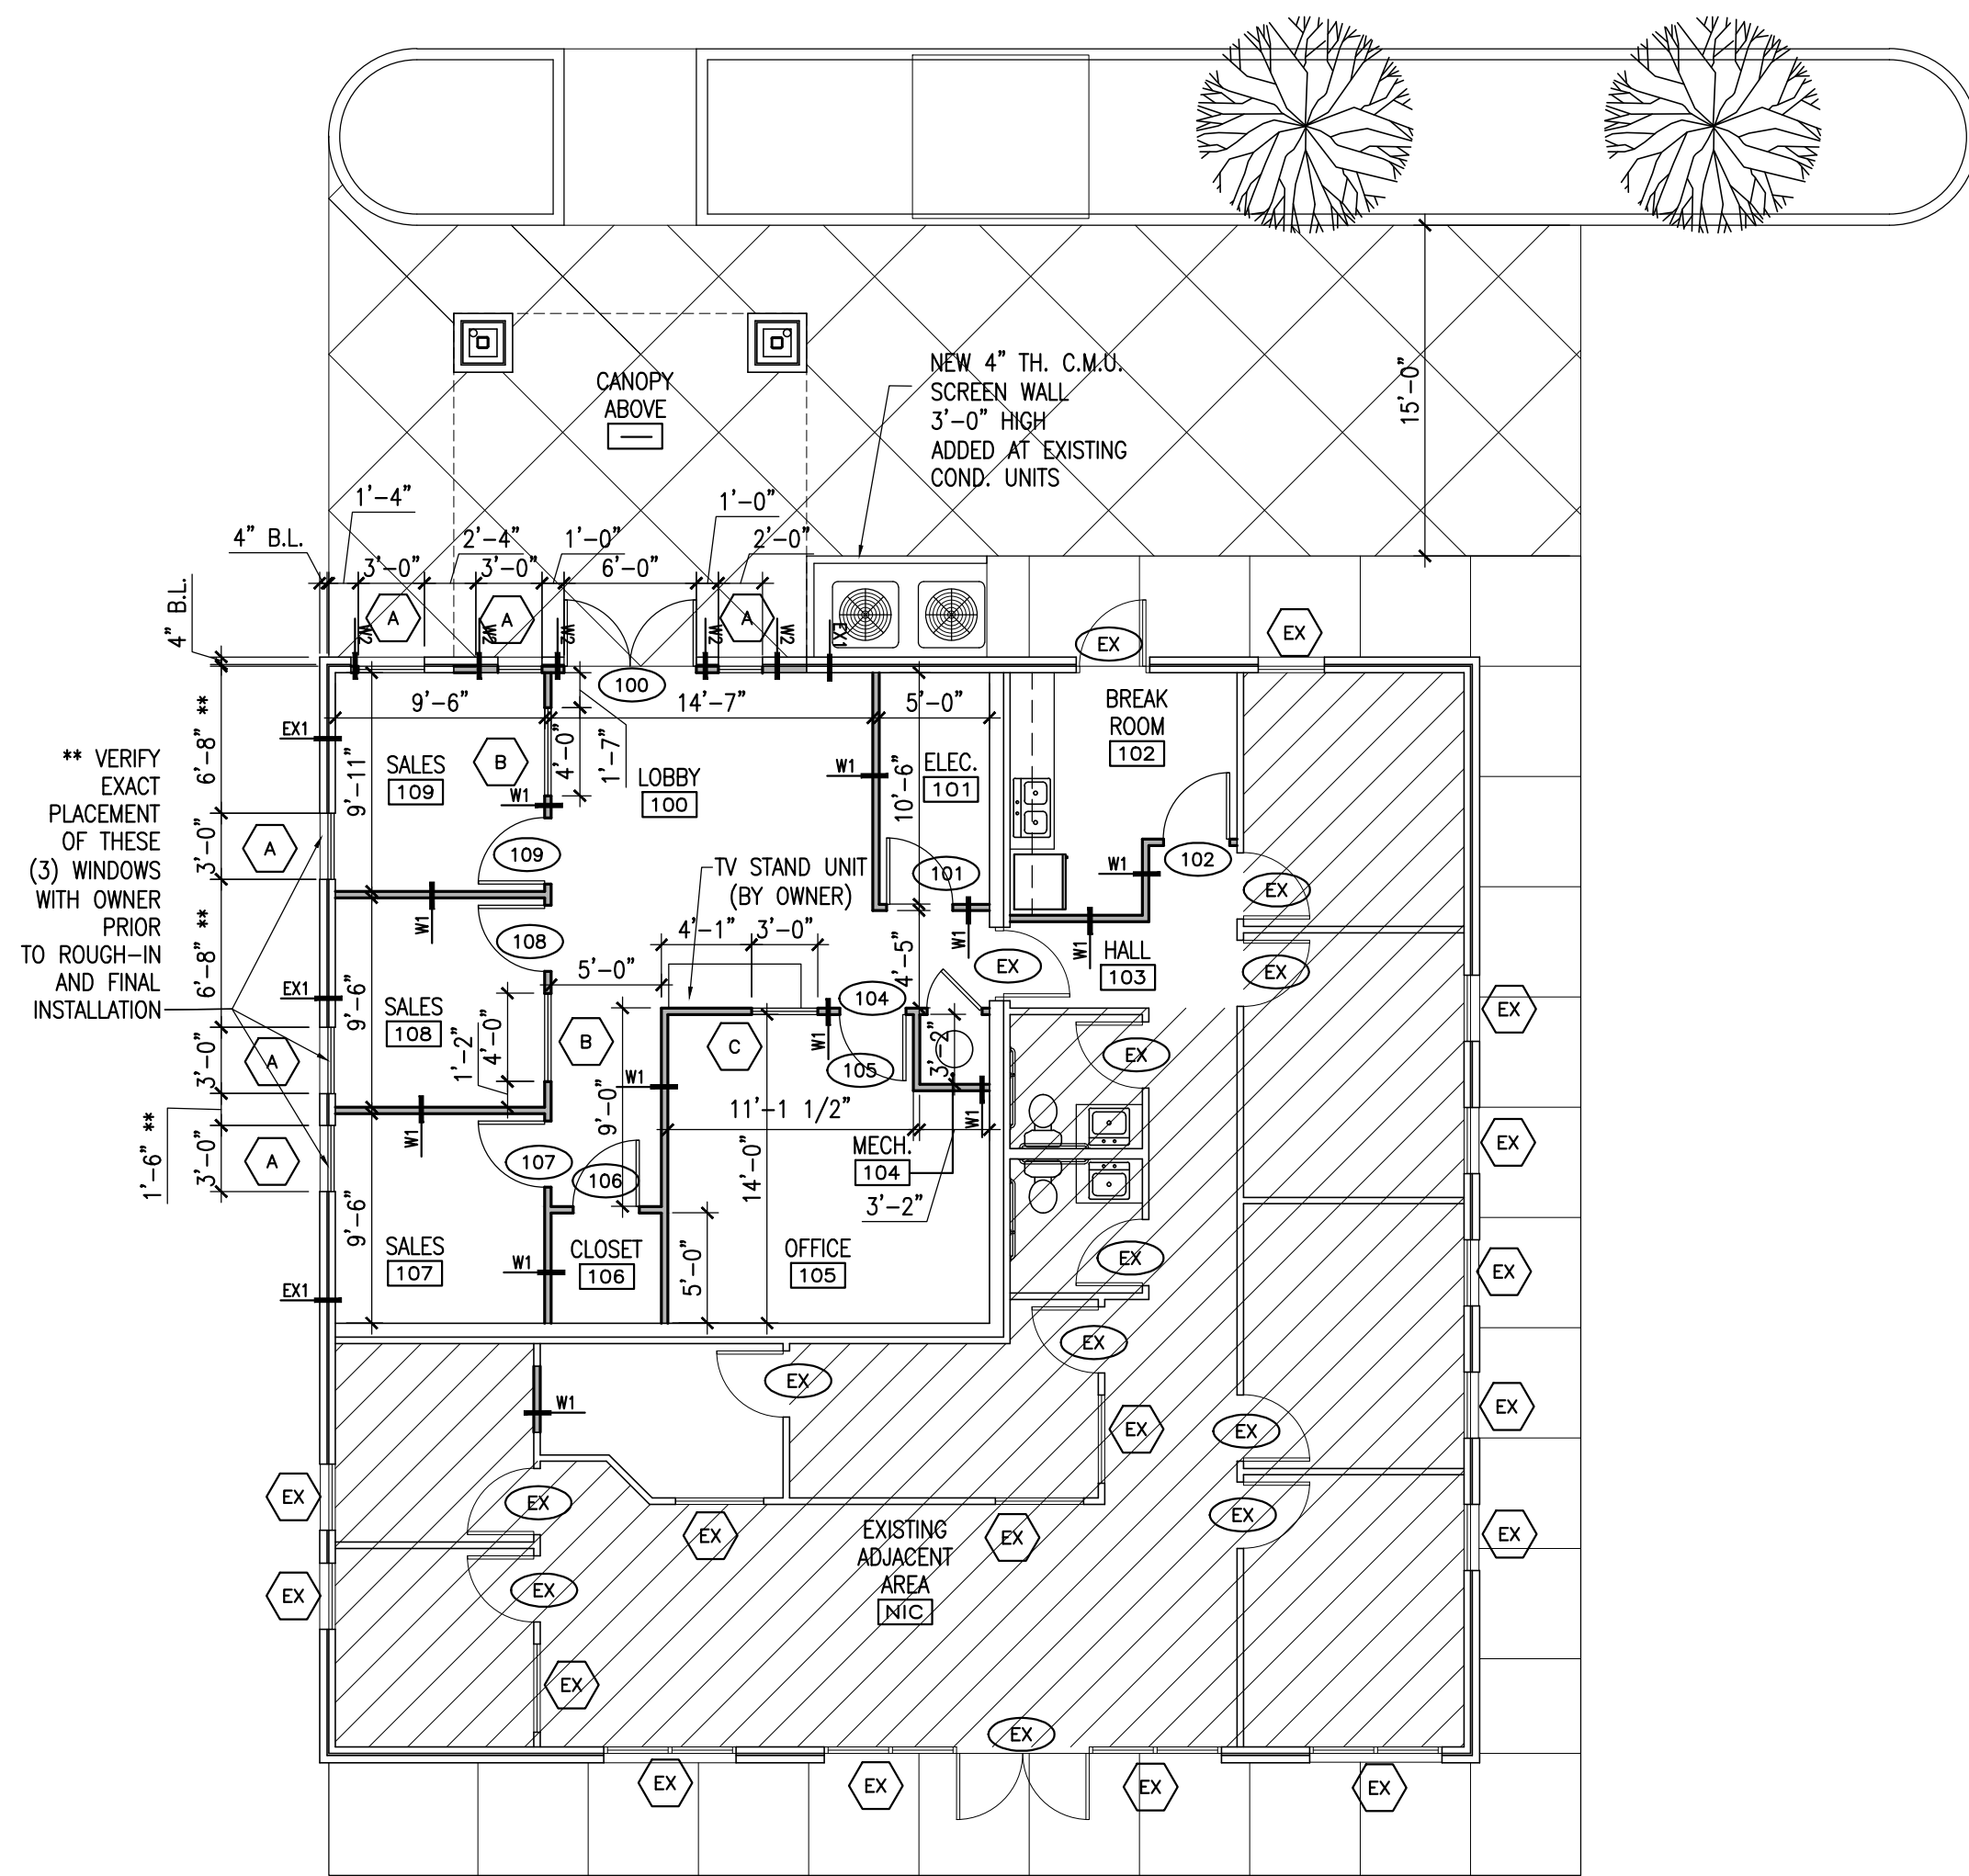 CANOPY
ABOVE
—
NEW 4" TH. C.M.U.
SCREEN WALL
3'-0" HIGH
ADDED AT EXISTING
COND. UNITS
15'-0"
4" B.L.
1'-4"
3'-0"
2'-4"
3'-0"
1'-0"
6'-0"
1'-0"
2'-0"
4" B.L.
A
A
A
W2
W2
W2
W2
W2
EX1
EX
EX
100
9'-6"
14'-7"
5'-0"
6'-8" **
3'-0"
6'-8" **
3'-0"
1'-6" **
3'-0"
** VERIFY
EXACT
PLACEMENT
OF THESE
(3) WINDOWS
WITH OWNER
PRIOR
TO ROUGH-IN
AND FINAL
INSTALLATION
EX1
EX1
EX1
A
A
A
SALES
109
9'-11"
B
4'-0"
1'-7"
W1
LOBBY
100
W1
ELEC.
101
10'-6"
BREAK
ROOM
102
109
101
W1
102
EX
W1
108
TV STAND UNIT
(BY OWNER)
4'-1"
3'-0"
W1
W1
HALL
103
EX
EX
5'-0"
4'-5"
104
SALES
108
9'-6"
1'-2"
4'-0"
B
C
W1
105
3'-2"
EX
EX
W1
W1
9'-0"
11'-1 1/2"
W1
MECH.
104
3'-2"
EX
107
106
14'-0"
SALES
107
9'-6"
W1
CLOSET
106
5'-0"
OFFICE
105
EX
EX
EX
EX
W1
EX
EX
EX
EX
EX
EX
EX
EX
EX
EX
EX
EXISTING
ADJACENT
AREA
NIC
EX
EX
EX
EX
EX
EX
EX